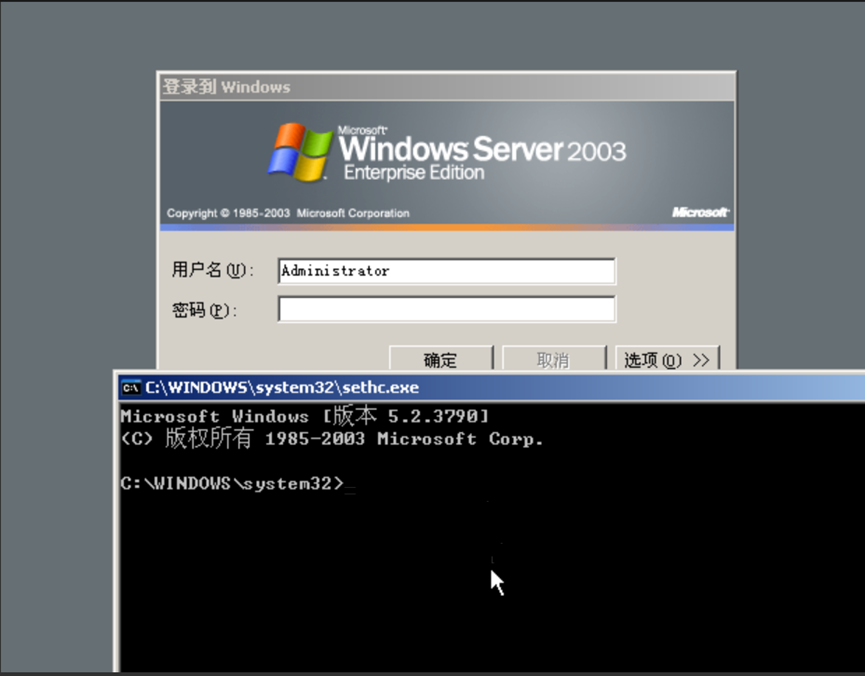 登录到 Windows
Microsoft
Windows Server 2003
Enterprise Edition
Copyright © 1985-2003 Microsoft Corporation
Microsoft
用户名(U):
Administrator
密码(P):
确定
取消
选项(O) >>
C:\WINDOWS\system32\sethc.exe
Microsoft Windows [版本 5.2.3790]
(C) 版权所有 1985-2003 Microsoft Corp.
C:\WINDOWS\system32>_